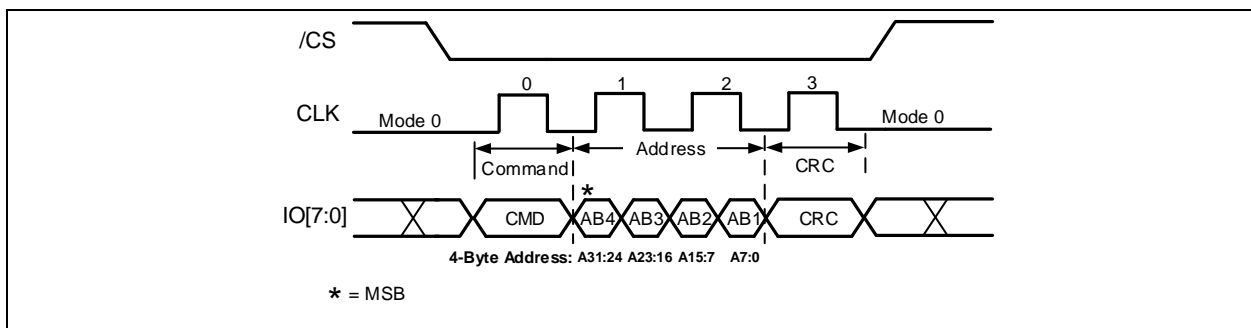 /CS
0 1 2 3
CLK
Mode 0 Mode 0
Command Address CRC
*
IO[7:0] CMD AB4 AB3 AB2 AB1 CRC
4-Byte Address: A31:24 A23:16 A15:7 A7:0
* = MSB